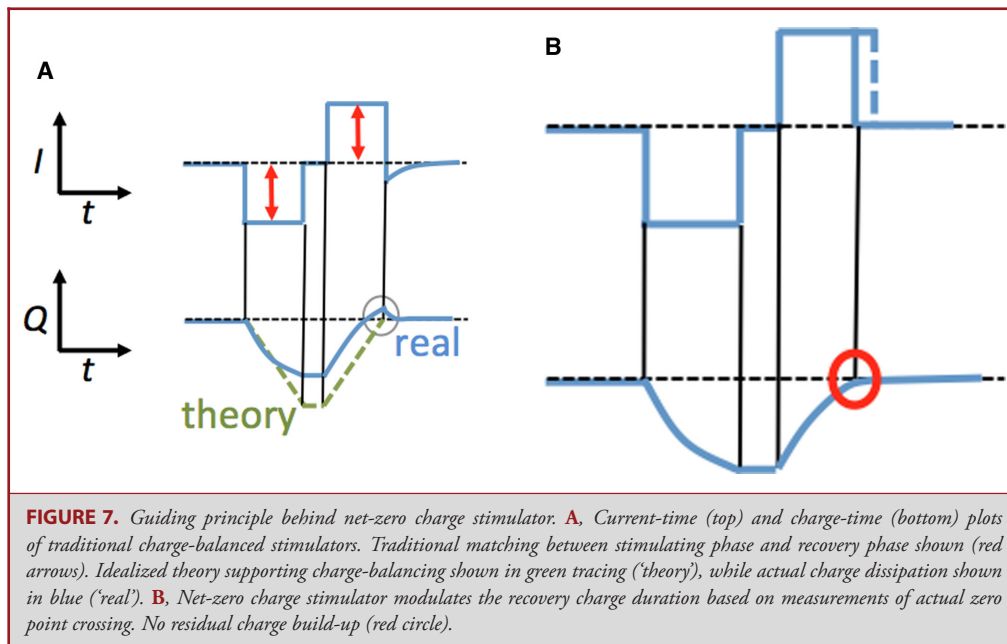 A
B
I
t
Q
t
real
theory
FIGURE 7. Guiding principle behind net-zero charge stimulator. A, Current-time (top) and charge-time (bottom) plots
of traditional charge-balanced stimulators. Traditional matching between stimulating phase and recovery phase shown (red
arrows). Idealized theory supporting charge-balancing shown in green tracing (‘theory’), while actual charge dissipation shown
in blue (‘real’). B, Net-zero charge stimulator modulates the recovery charge duration based on measurements of actual zero
point crossing. No residual charge build-up (red circle).